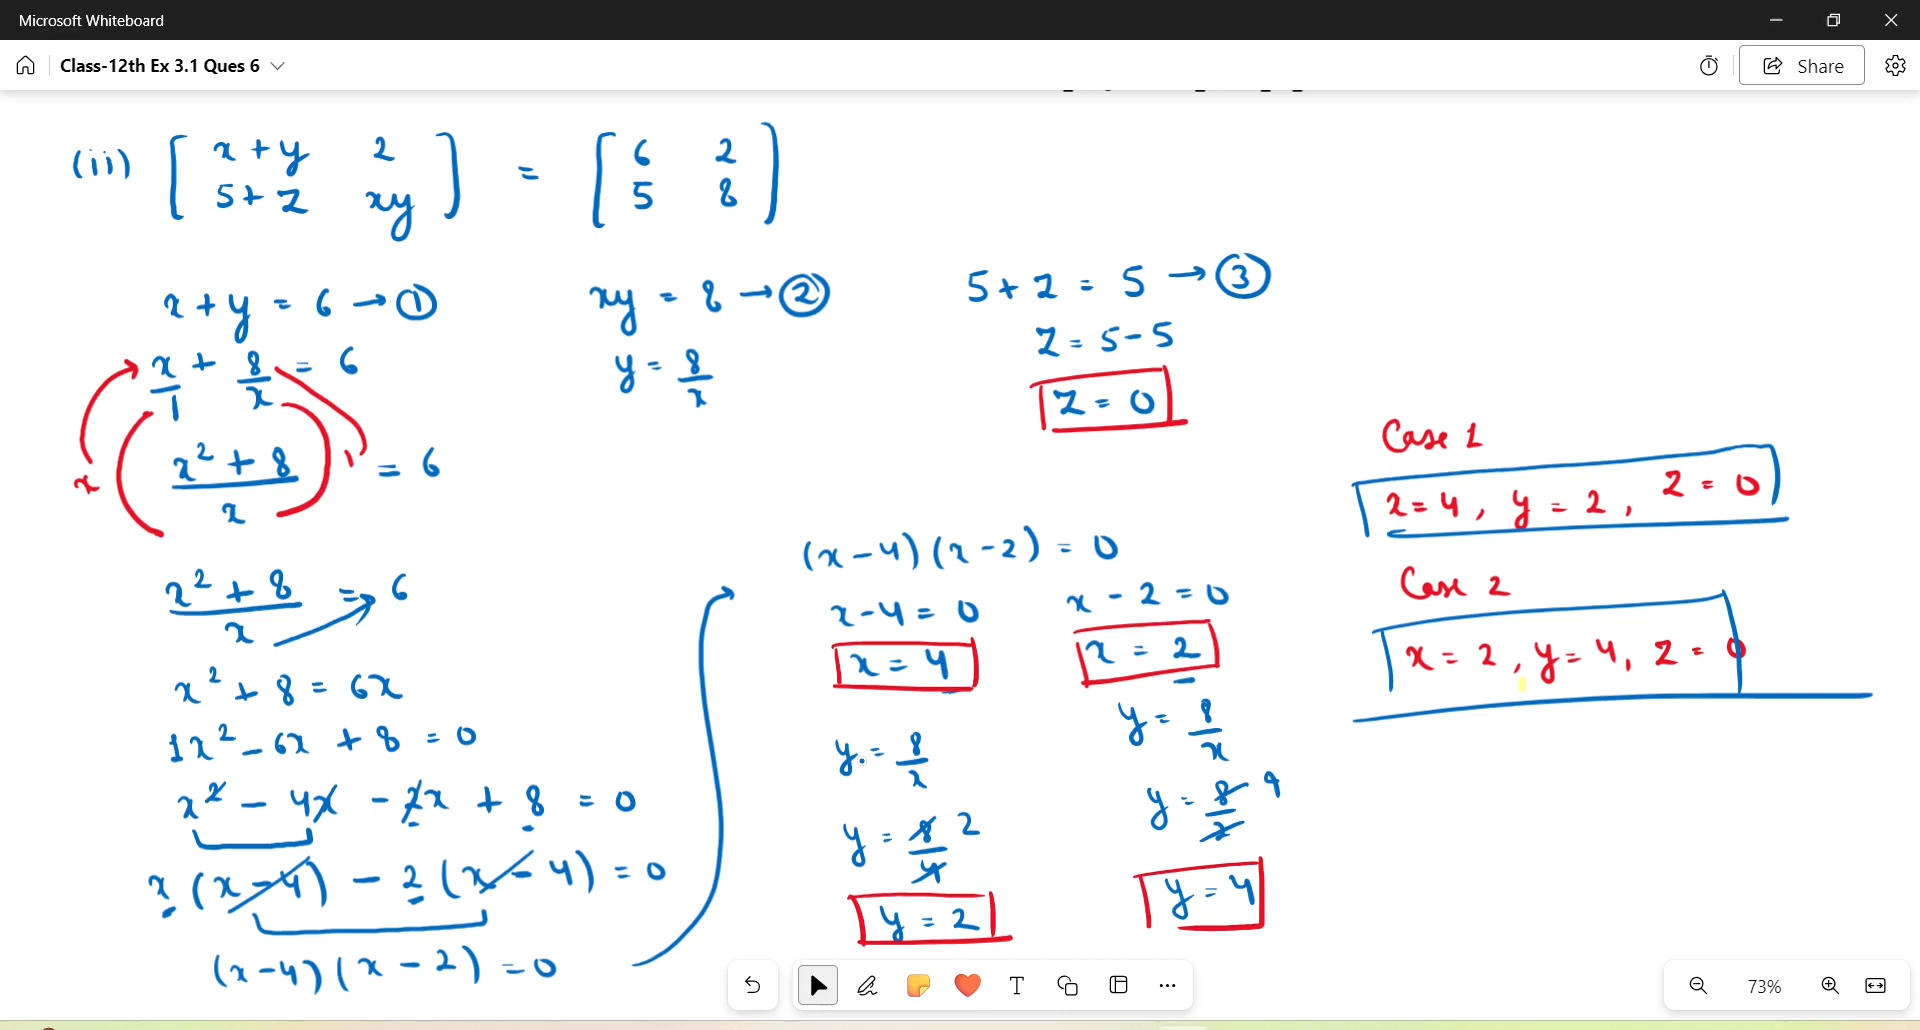 Microsoft Whiteboard
Class-12th Ex 3.1 Ques 6
Share
(ii) [ x + y 2 ] = [ 6 2 ]
5 + z xy 5 8
x + y = 6 → ①
x/1 + 8/x = 6
x
(x² + 8)/x = 6
1
(x² + 8)/x = 6
x² + 8 = 6x
1x² - 6x + 8 = 0
x² - 4x - 2x + 8 = 0
x (x - 4) - 2 (x - 4) = 0
(x - 4) (x - 2) = 0
xy = 8 → ②
y = 8/x
5 + z = 5 → ③
z = 5 - 5
z = 0
(x - 4) (x - 2) = 0
x - 4 = 0
x = 4
y = 8/x
y = 8/4 2
y = 2
x - 2 = 0
x = 2
y = 8/x
y = 8/2 4
y = 4
Case 1
x = 4, y = 2, z = 0
Case 2
x = 2, y = 4, z = 0
73%